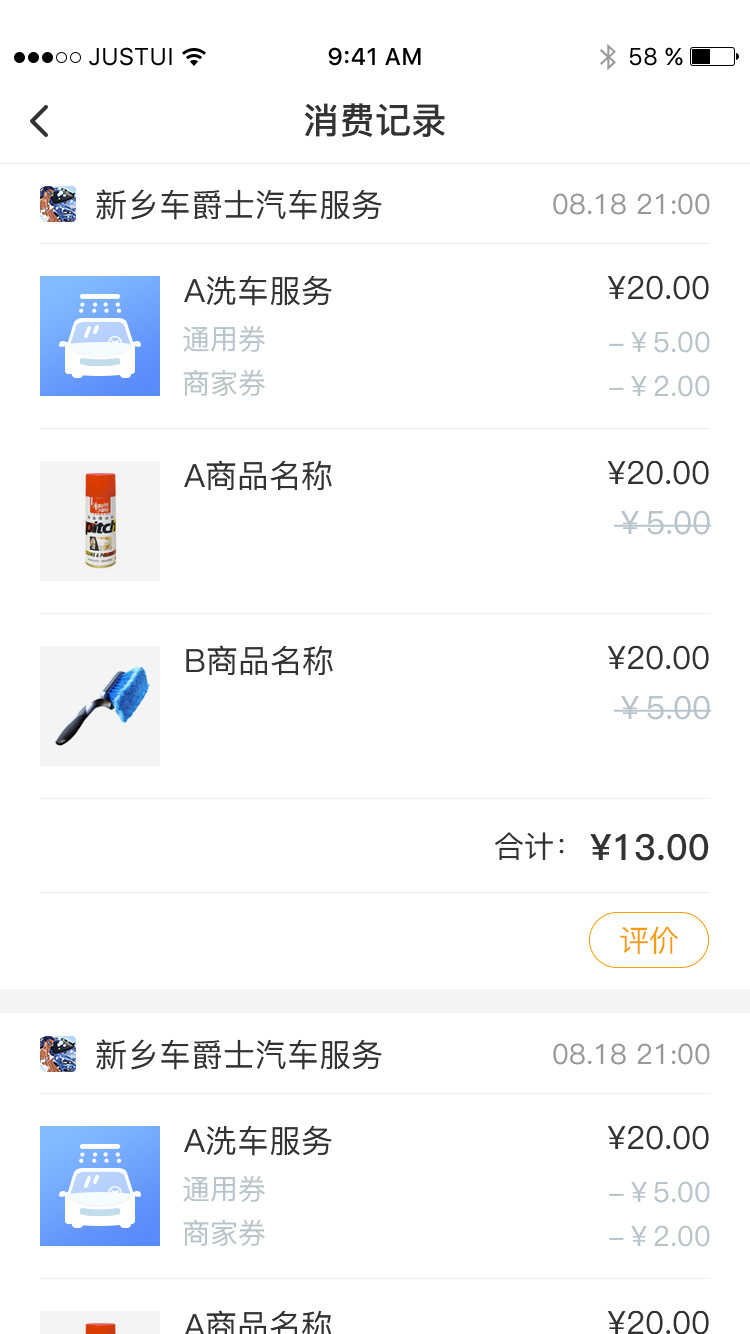 JUSTUI 9:41 AM 58 %
消费记录
新乡车爵士汽车服务 08.18 21:00
A洗车服务 ¥20.00
通用券 –¥5.00
商家券 –¥2.00
A商品名称 ¥20.00
¥5.00
pitch
B商品名称 ¥20.00
¥5.00
合计: ¥13.00
评价
新乡车爵士汽车服务 08.18 21:00
A洗车服务 ¥20.00
通用券 –¥5.00
商家券 –¥2.00
A商品名称 ¥20.00